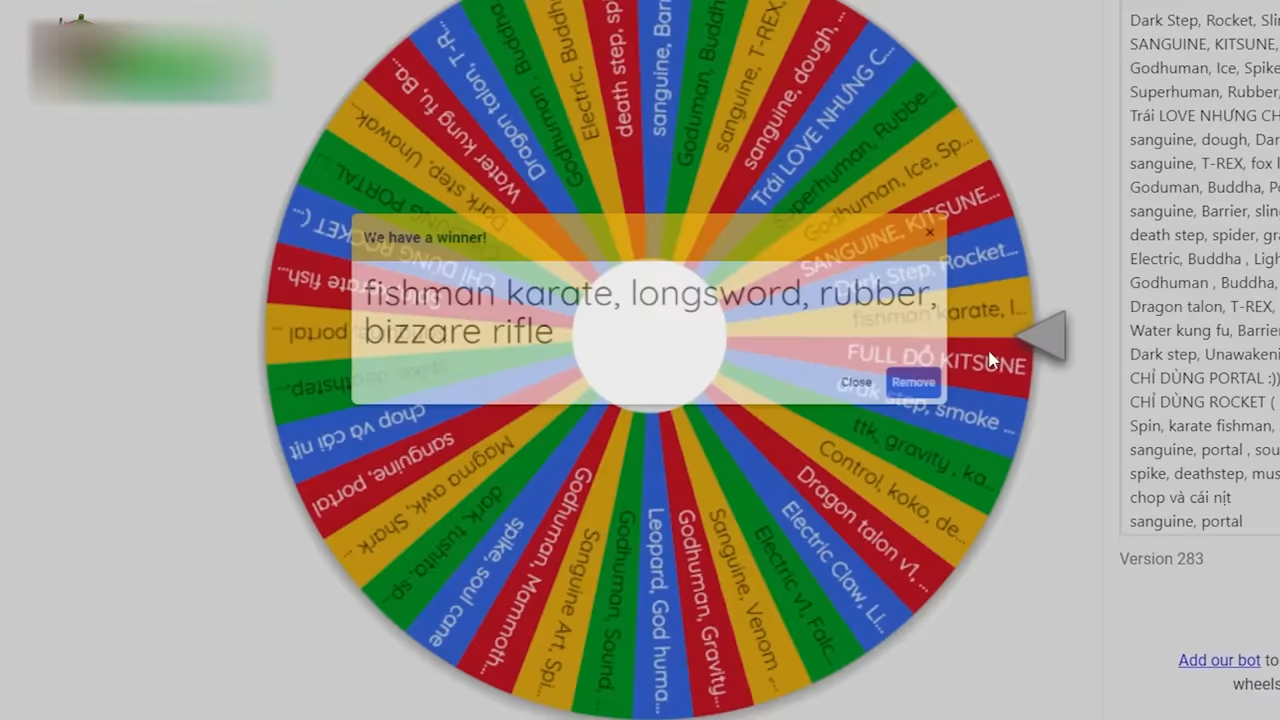 Dark Step, Rocket, Sli
SANGUINE, KITSUNE,
Godhuman, Ice, Spike
Superhuman, Rubber,
Trái LOVE NHƯNG CH
sanguine, dough, Dar
anguine, T-REX, fox l
Goduman, Buddha, P
sanguine, Barrier, slin
death step, spider, gra
Electric, Buddha , Ligh
Godhuman , Buddha,
Dragon talon, T-REX,
Water kung fu, Barrie
Dark step, Unawakeni
CHỈ DÙNG PORTAL :))
CHỈ DÙNG ROCKET (
Spin, karate fishman,
sanguine, portal , sou
spike, deathstep, mus
chop và cái nịt
sanguine, portal
Version 283
Add our bot to
wheels
We have a winner!
×
fishman karate, longsword, rubber,
bizzare rifle
Close
Remove
death step, sp
sanguine, Bar
Goduman, Buddh
sanguine, T-REX,
sanguine, dough, ...
Trái LOVE NHƯNG C...
Superhuman, Rubbe...
Godhuman, Ice, Sp...
SANGUINE, KITSUNE...
Dark Step, Rocket...
fishman karate, l...
FULL ĐỎ KITSUNE
step, smoke ...
ttk, gravity , ka...
Control, koko, de...
Dragon talon v1, ...
Electric Claw, Li...
Electric v1, Falc...
Sanguine, Venom ,...
Godhuman, Gravity...
Leopard, God huma...
Godhuman, Sound, ...
Sanguine Art, Spi...
Godhuman, Mammoth...
spike, soul cane
dark, tushita, sp...
Magma awk, Shark ...
sanguine, portal
chop và cái nịt
deathstep, ...
portal ...
karate fish...
CHỈ DÙNG ROCKET (...
DÙNG PORTAL ...
Dark step, Unawak...
Water kung fu, Ba...
Dragon talon, T-R...
Godhuman , Buddha
Electric, Buddh